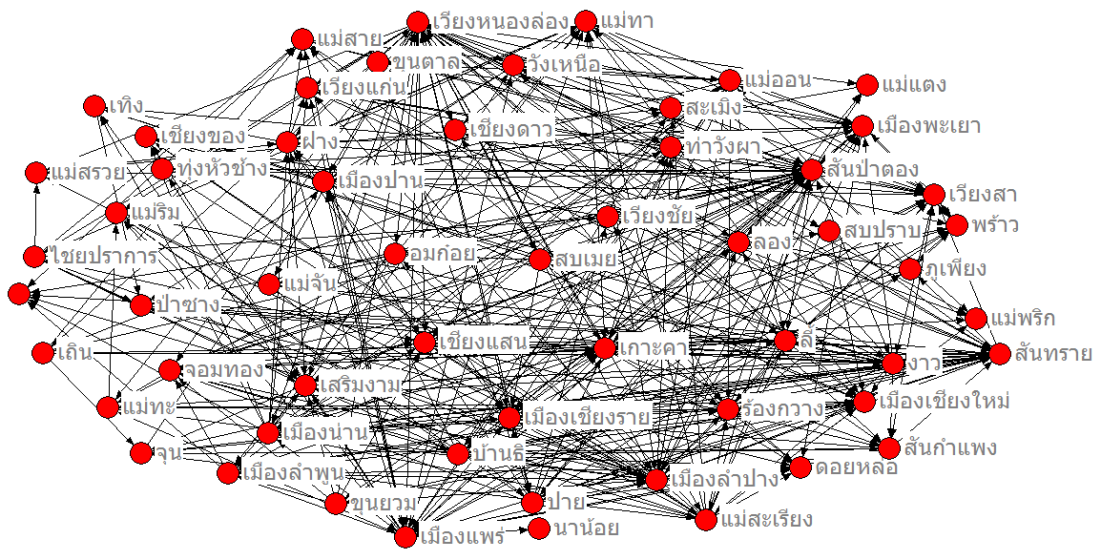 เวียงหนองล่อง
แม่ทา
แม่สาย
ขุนตาล
วังเหนือ
เวียงแก่น
แม่ออน
แม่แตง
เทิง
สะเมิง
เชียงของ
ฝาง
เชียงดาว
เมืองพะเยา
ท่าวังผา
แม่สรวย
ทุ่งหัวช้าง
เมืองปาน
สันป่าตอง
เวียงสา
แม่ริม
เวียงชัย
สบปราบ
พร้าว
ลอง
ไชยปราการ
อมก๋อย
สบเมย
ภูเพียง
แม่จัน
ป่าซาง
แม่พริก
เถิน
เชียงแสน
เกาะคา
ลี้
สันทราย
งาว
จอมทอง
เสริมงาม
แม่ทะ
เมืองเชียงราย
ร้องกวาง
เมืองเชียงใหม่
เมืองน่าน
จุน
บ้านธิ
สันกำแพง
เมืองลำพูน
เมืองลำปาง
ดอยหล่อ
ขุนยวม
ปาย
แม่สะเรียง
เมืองแพร่
นาน้อย